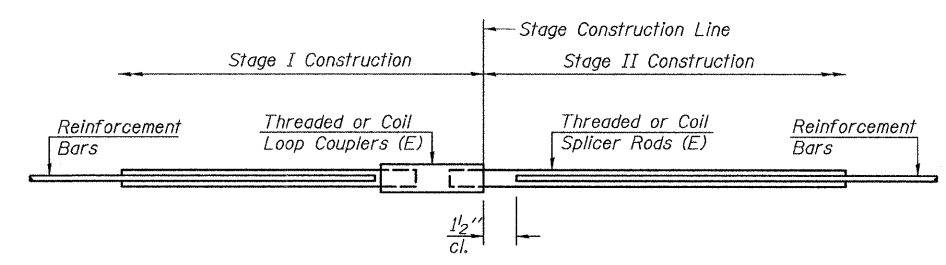 Stage Construction Line
Stage I Construction
Stage II Construction
Reinforcement
Bars
Threaded or Coil
Loop Couplers (E)
Threaded or Coil
Splicer Rods (E)
Reinforcement
Bars
1½"
cl.